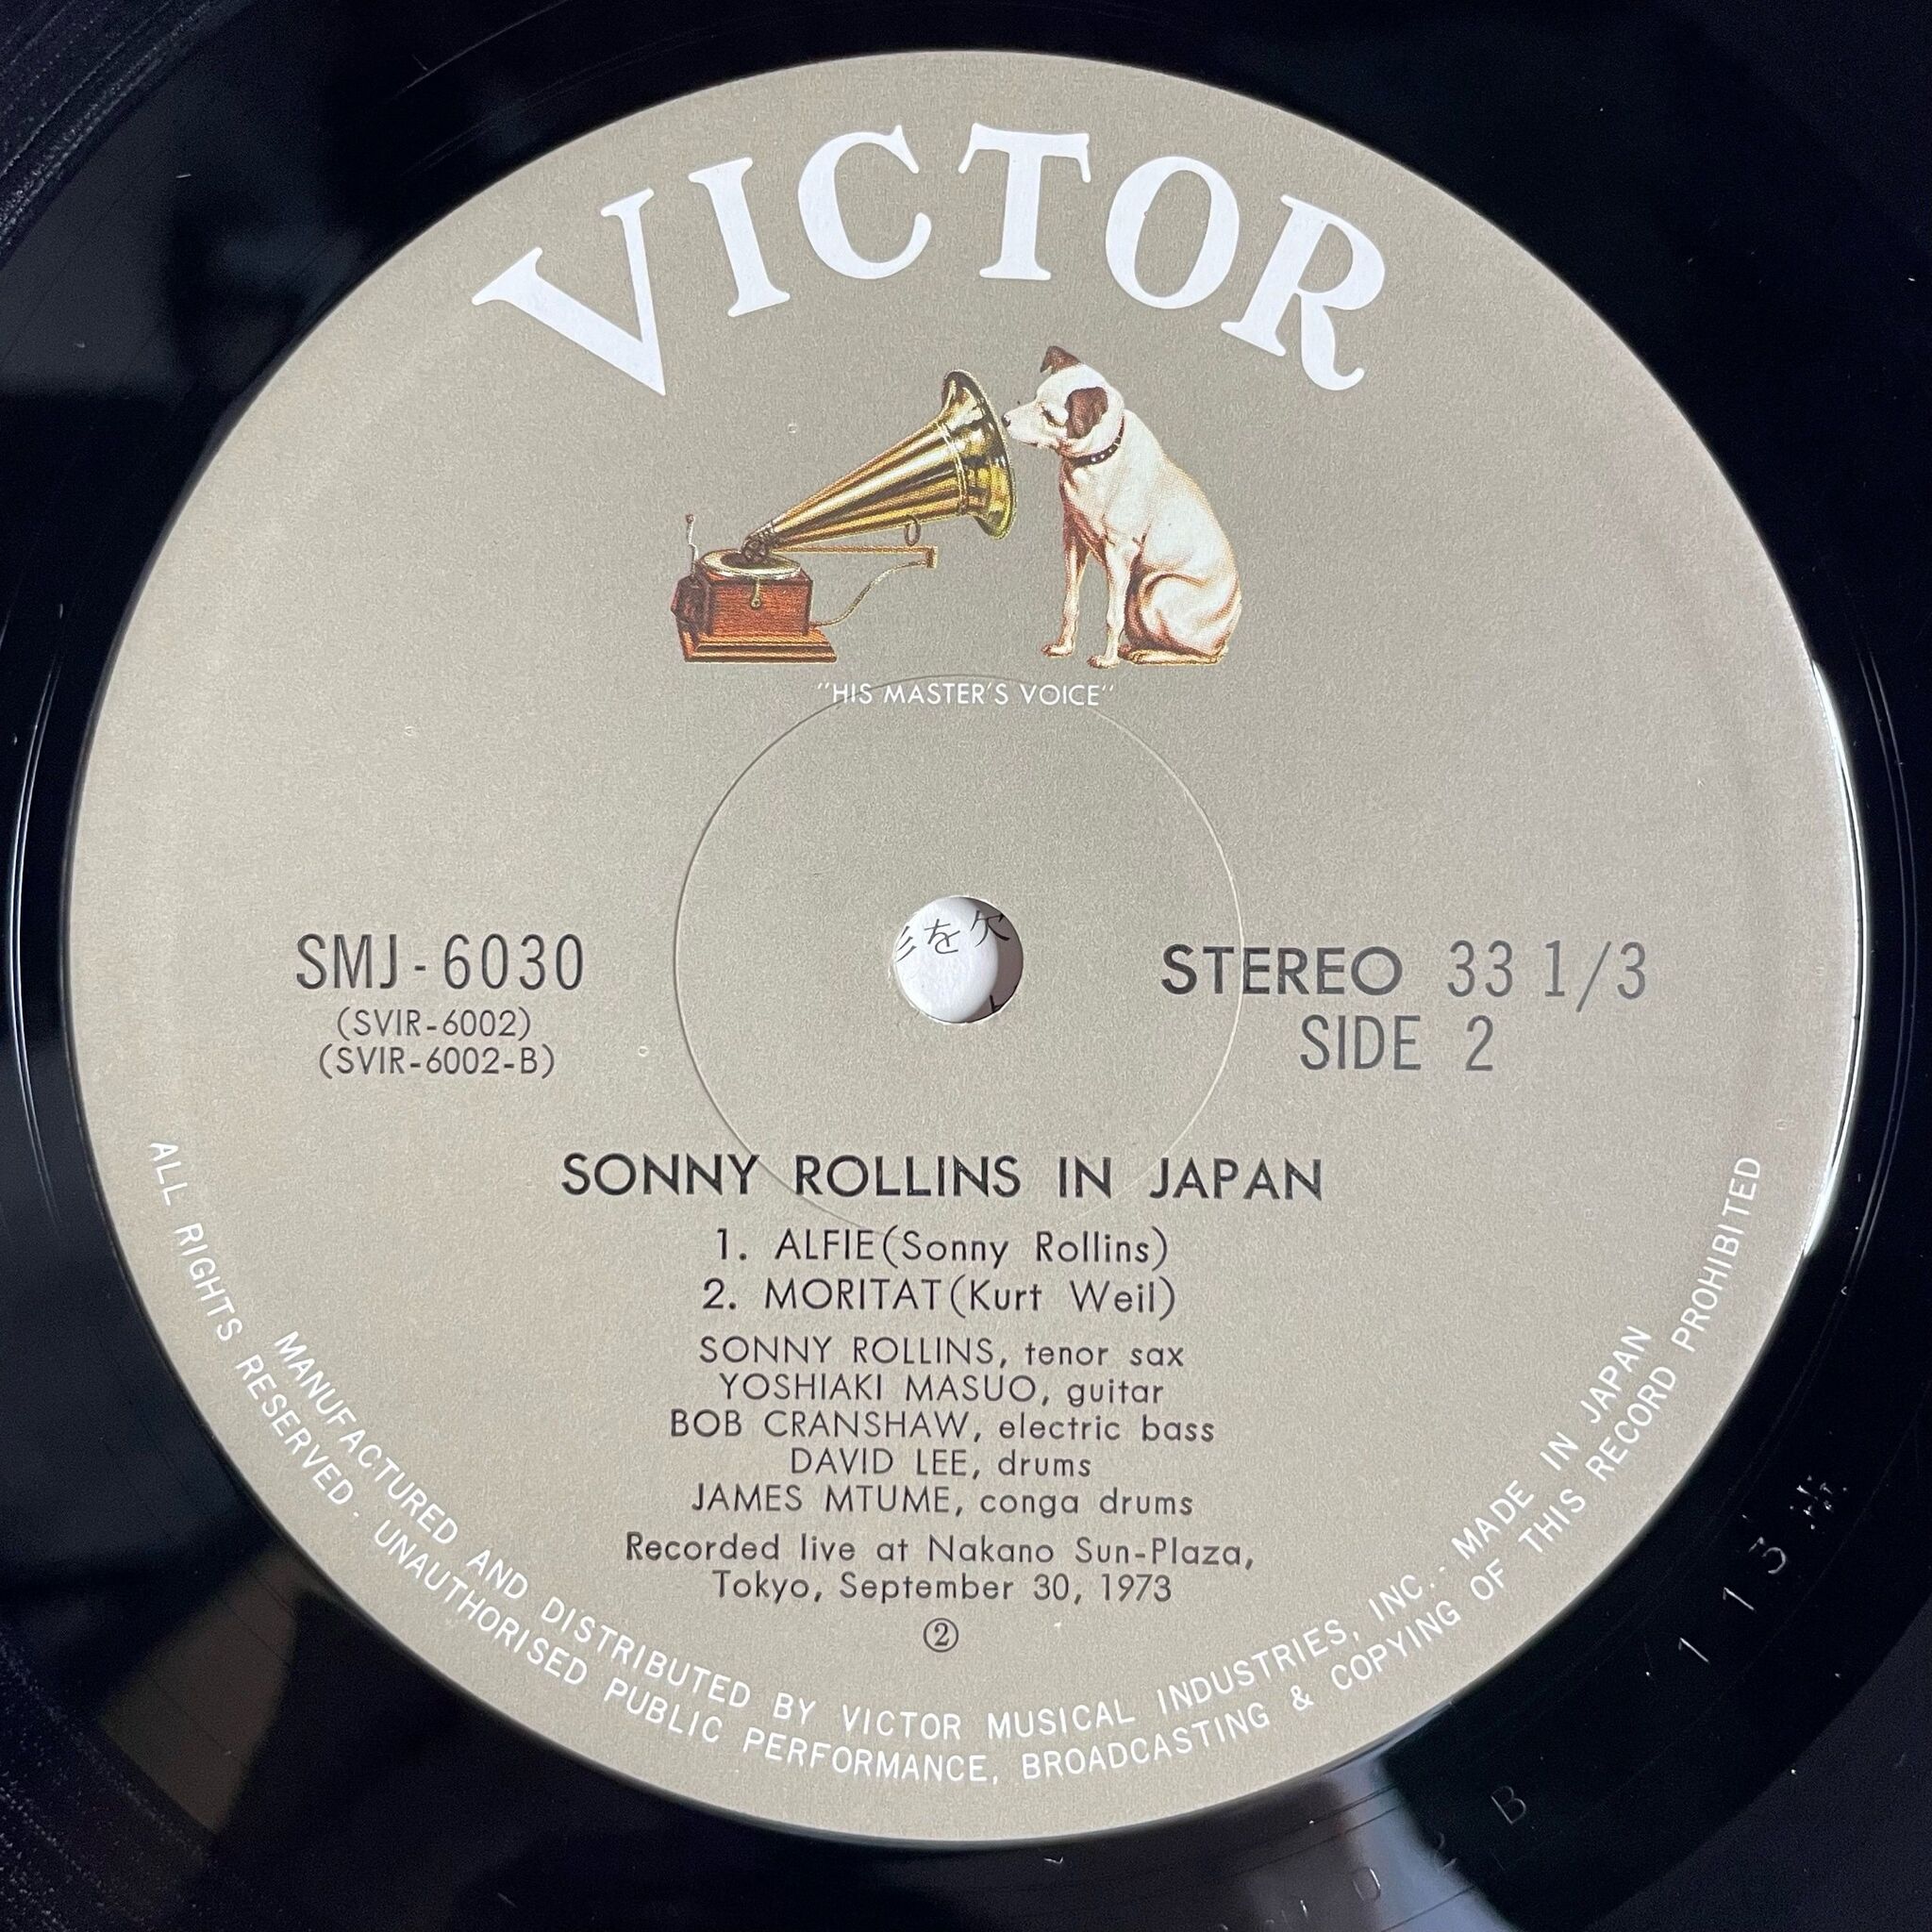 VICTOR
"HIS MASTER'S VOICE"
を欠
SMJ-6030
(SVIR-6002)
(SVIR-6002-B)
STEREO 33 1/3
SIDE 2
SONNY ROLLINS IN JAPAN
1. ALFIE(Sonny Rollins)
2. MORITAT(Kurt Weil)
SONNY ROLLINS, tenor sax
YOSHIAKI MASUO, guitar
BOB CRANSHAW, electric bass
DAVID LEE, drums
JAMES MTUME, conga drums
Recorded live at Nakano Sun-Plaza,
Tokyo, September 30, 1973
②
MANUFACTURED AND DISTRIBUTED BY VICTOR MUSICAL INDUSTRIES, INC.- MADE IN JAPAN
ALL RIGHTS RESERVED · UNAUTHORISED PUBLIC PERFORMANCE, BROADCASTING & COPYING OF THIS RECORD PROHIBITED
1 13
B